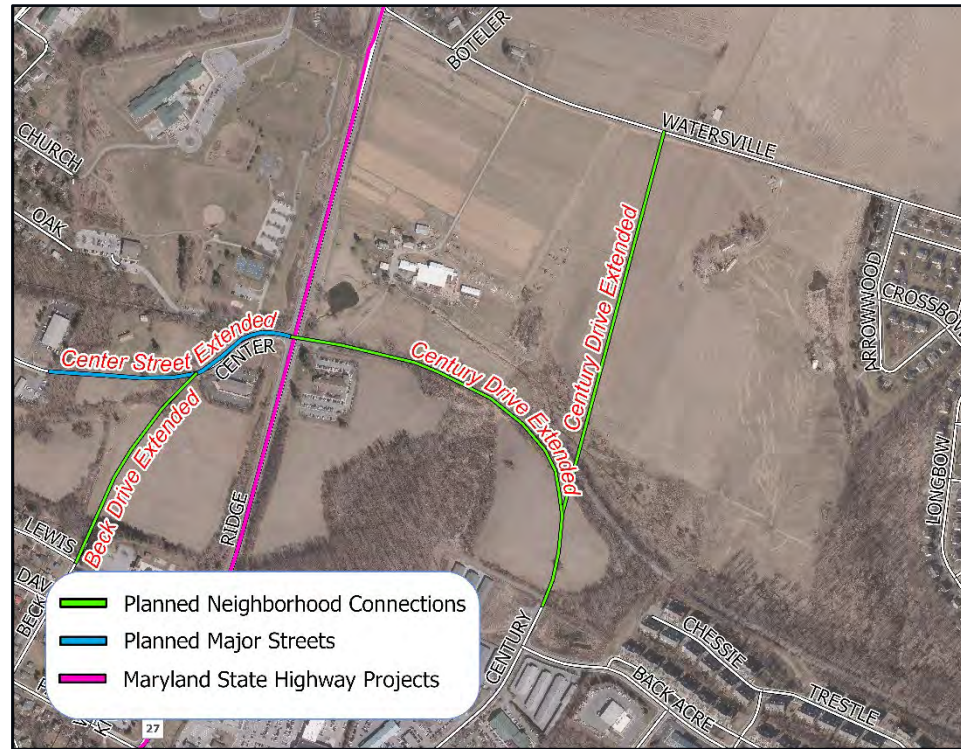 BOTELER
WATERSVILLE
CHURCH
OAK
ARROWWOOD
CROSSBOW
LONGBOW
Center Street Extended
CENTER
Century Drive Extended
Century Drive Extended
Beck Drive Extended
RIDGE
LEWIS
DAV
BECK
CENTURY
CHESSIE
TRESTLE
BACK ACRE
Planned Neighborhood Connections
Planned Major Streets
Maryland State Highway Projects
27